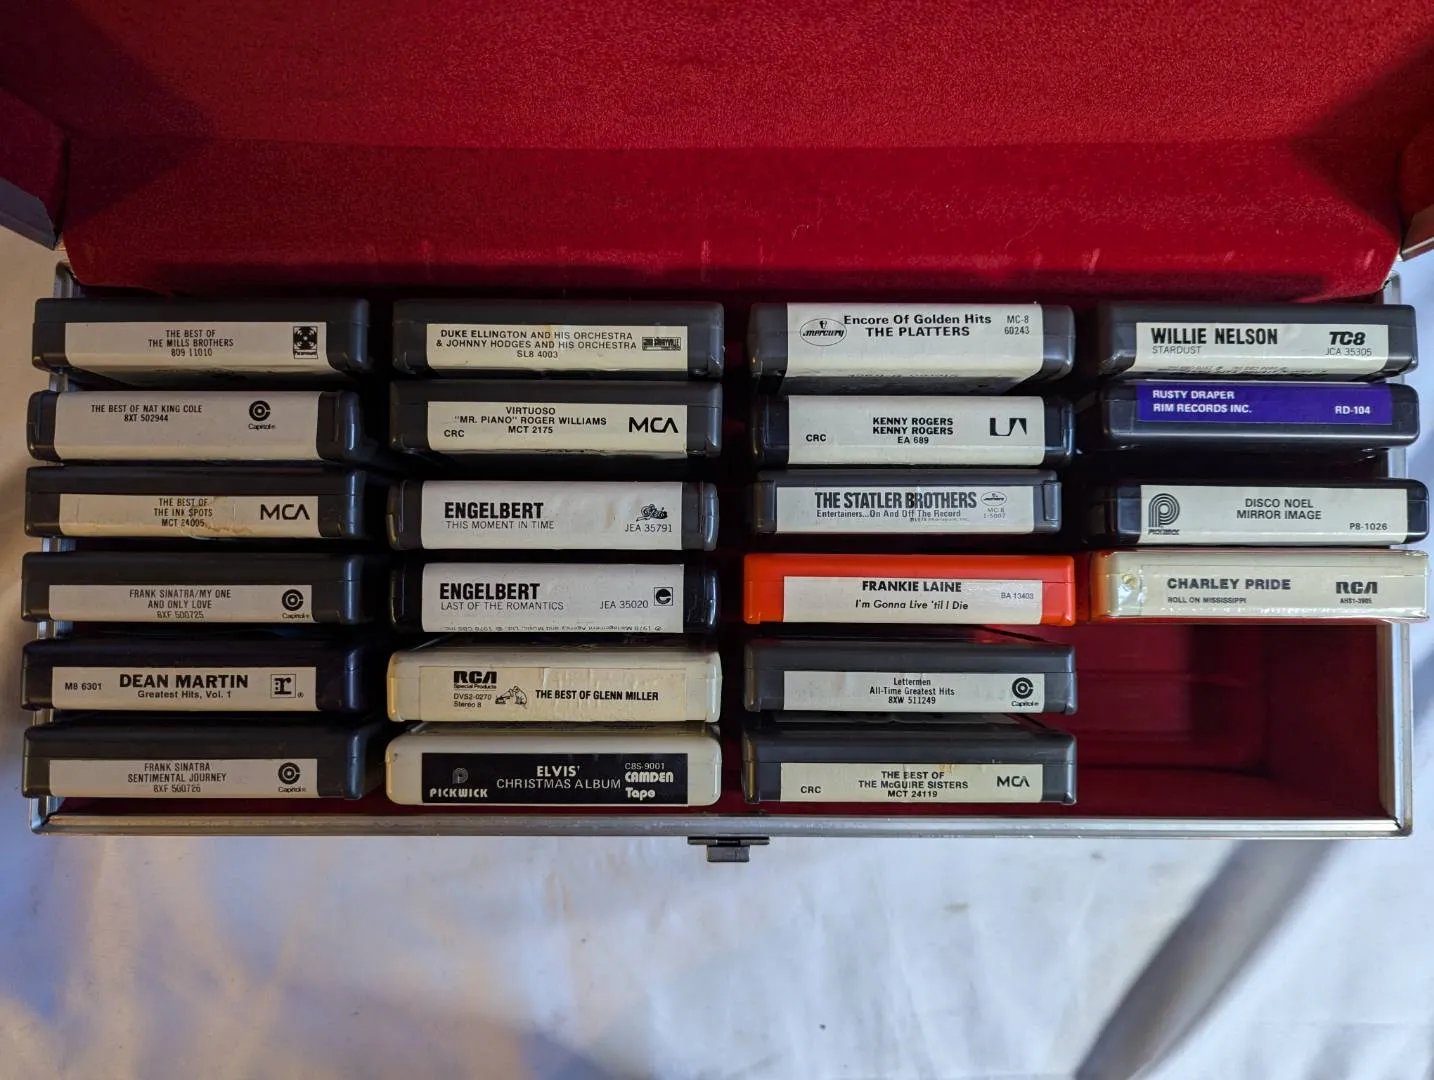 THE BEST OF
THE MILLS BROTHERS
809 11010
Paramount
THE BEST OF NAT KING COLE
8XT 502944
Capitol
THE BEST OF
THE INK SPOTS
MCT 24005
MCA
FRANK SINATRA/MY ONE
AND ONLY LOVE
8XF 500725
Capitol
M8 6301
DEAN MARTIN
Greatest Hits, Vol. 1
r ®
FRANK SINATRA
SENTIMENTAL JOURNEY
8XF 500726
Capitol
DUKE ELLINGTON AND HIS ORCHESTRA
& JOHNNY HODGES AND HIS ORCHESTRA
SL8 4003
VIRTUOSO
"MR. PIANO" ROGER WILLIAMS
CRC MCT 2175
MCA
ENGELBERT
THIS MOMENT IN TIME
Epic
JEA 35791
ENGELBERT
LAST OF THE ROMANTICS
JEA 35020
RCA
Special Products
DVS2-0270
Stereo 8
THE BEST OF GLENN MILLER
PICKWICK
ELVIS'
CHRISTMAS ALBUM
CBS-9001
CAMDEN
Tape
mercury
Encore Of Golden Hits
THE PLATTERS
MC-8
60243
CRC
KENNY ROGERS
KENNY ROGERS
EA 689
UA
THE STATLER BROTHERS
Entertainers...On And Off The Record
MC 8
1-5007
FRANKIE LAINE
I'm Gonna Live 'til I Die
BA 13403
Lettermen
All-Time Greatest Hits
8XW 511249
Capitol
CRC
THE BEST OF
THE McGUIRE SISTERS
MCT 24119
MCA
WILLIE NELSON
STARDUST
TC8
JCA 35305
RUSTY DRAPER
RIM RECORDS INC.
RD-104
PICKWICK
DISCO NOEL
MIRROR IMAGE
P8-1026
CHARLEY PRIDE
ROLL ON MISSISSIPPI
RCA
AHS1-3905